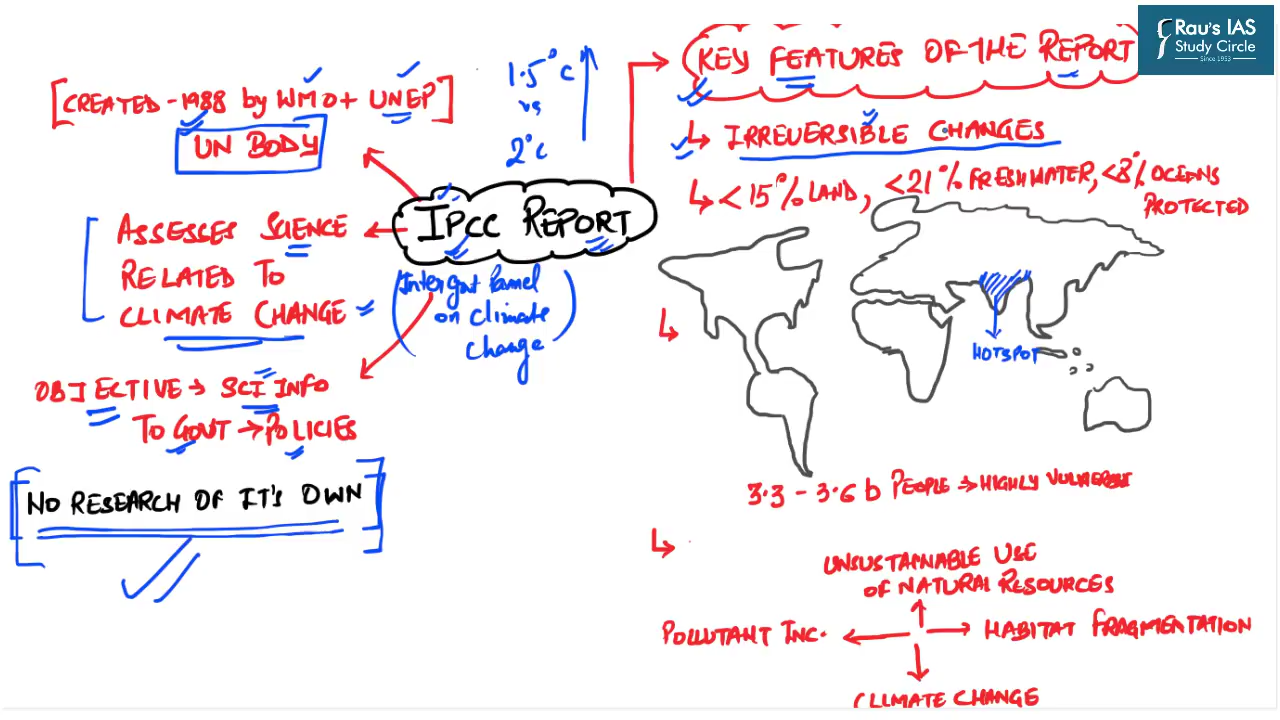 Rau's IAS
Study Circle
Since 1953
[CREATED - 1988 by WMO + UNEP]
UN BODY
1.5°C
vs
2°C
IPCC REPORT
(Intergovt Panel
on Climate
Change)
ASSESSES SCIENCE
RELATED TO
CLIMATE CHANGE
OBJECTIVE → SCI INFO
TO GOVT → POLICIES
[NO RESEARCH OF IT'S OWN]
KEY FEATURES OF THE REPORT
↳ IRREVERSIBLE CHANGES
↳ <15% LAND, <21% FRESHWATER, <8% OCEANS
PROTECTED
HOTSPOT
3.3 - 3.6 b PEOPLE → HIGHLY
UNSUSTAINABLE USE
OF NATURAL RESOURCES
POLLUTANT INC. ← → HABITAT FRAGMENTATION
CLIMATE CHANGE